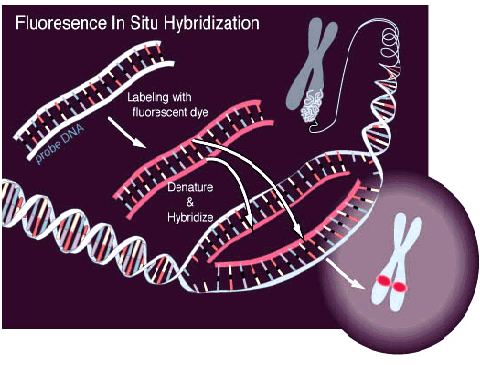 Fluoresence In Situ Hybridization
Labeling with
fluorescent dye
probe DNA
Denature
&
Hybridize